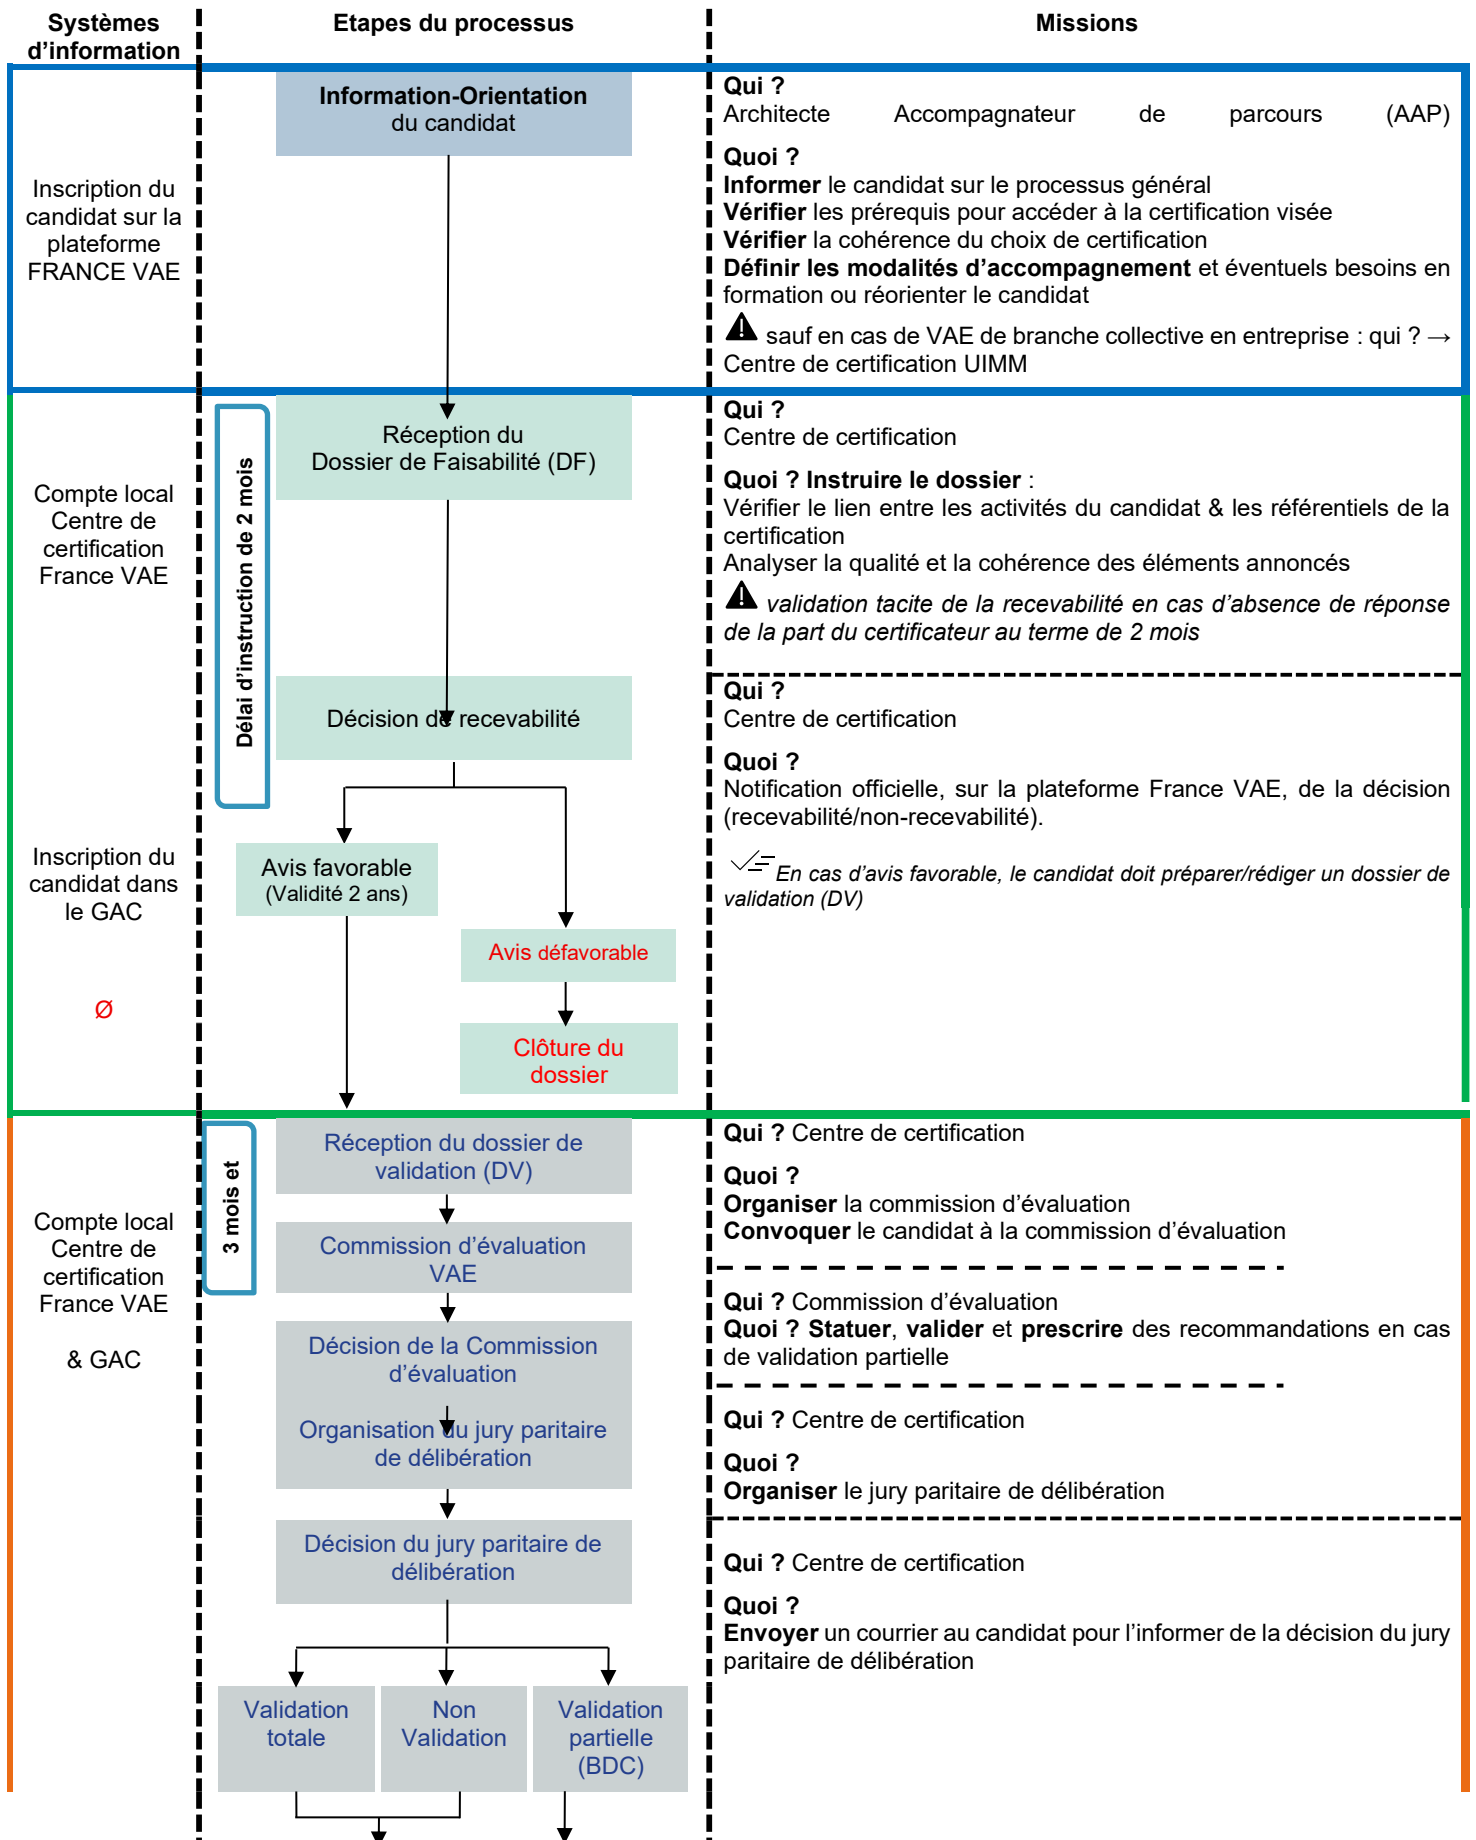 Systèmes
d’information
Etapes du processus
Missions
Inscription du
candidat sur la
plateforme
FRANCE VAE
Information-Orientation
du candidat
Qui ?
Architecte Accompagnateur de parcours (AAP)
Quoi ?
Informer le candidat sur le processus général
Vérifier les prérequis pour accéder à la certification visée
Vérifier la cohérence du choix de certification
Définir les modalités d’accompagnement et éventuels besoins en
formation ou réorienter le candidat
sauf en cas de VAE de branche collective en entreprise : qui ? →
Centre de certification UIMM
Compte local
Centre de
certification
France VAE
Délai d’instruction de 2 mois
Réception du
Dossier de Faisabilité (DF)
Qui ?
Centre de certification
Quoi ? Instruire le dossier :
Vérifier le lien entre les activités du candidat & les référentiels de la
certification
Analyser la qualité et la cohérence des éléments annoncés
validation tacite de la recevabilité en cas d’absence de réponse
de la part du certificateur au terme de 2 mois
Décision de recevabilité
Qui ?
Centre de certification
Quoi ?
Notification officielle, sur la plateforme France VAE, de la décision
(recevabilité/non-recevabilité).
En cas d’avis favorable, le candidat doit préparer/rédiger un dossier de
validation (DV)
Inscription du
candidat dans
le GAC
Ø
Avis favorable
(Validité 2 ans)
Avis défavorable
Clôture du
dossier
Compte local
Centre de
certification
France VAE
& GAC
3 mois et
Réception du dossier de
validation (DV)
Qui ? Centre de certification
Quoi ?
Organiser la commission d’évaluation
Convoquer le candidat à la commission d’évaluation
Commission d’évaluation
VAE
Décision de la Commission
d’évaluation
Qui ? Commission d’évaluation
Quoi ? Statuer, valider et prescrire des recommandations en cas
de validation partielle
Organisation du jury paritaire
de délibération
Qui ? Centre de certification
Quoi ?
Organiser le jury paritaire de délibération
Décision du jury paritaire de
délibération
Qui ? Centre de certification
Quoi ?
Envoyer un courrier au candidat pour l’informer de la décision du jury
paritaire de délibération
Validation
totale
Non
Validation
Validation
partielle
(BDC)